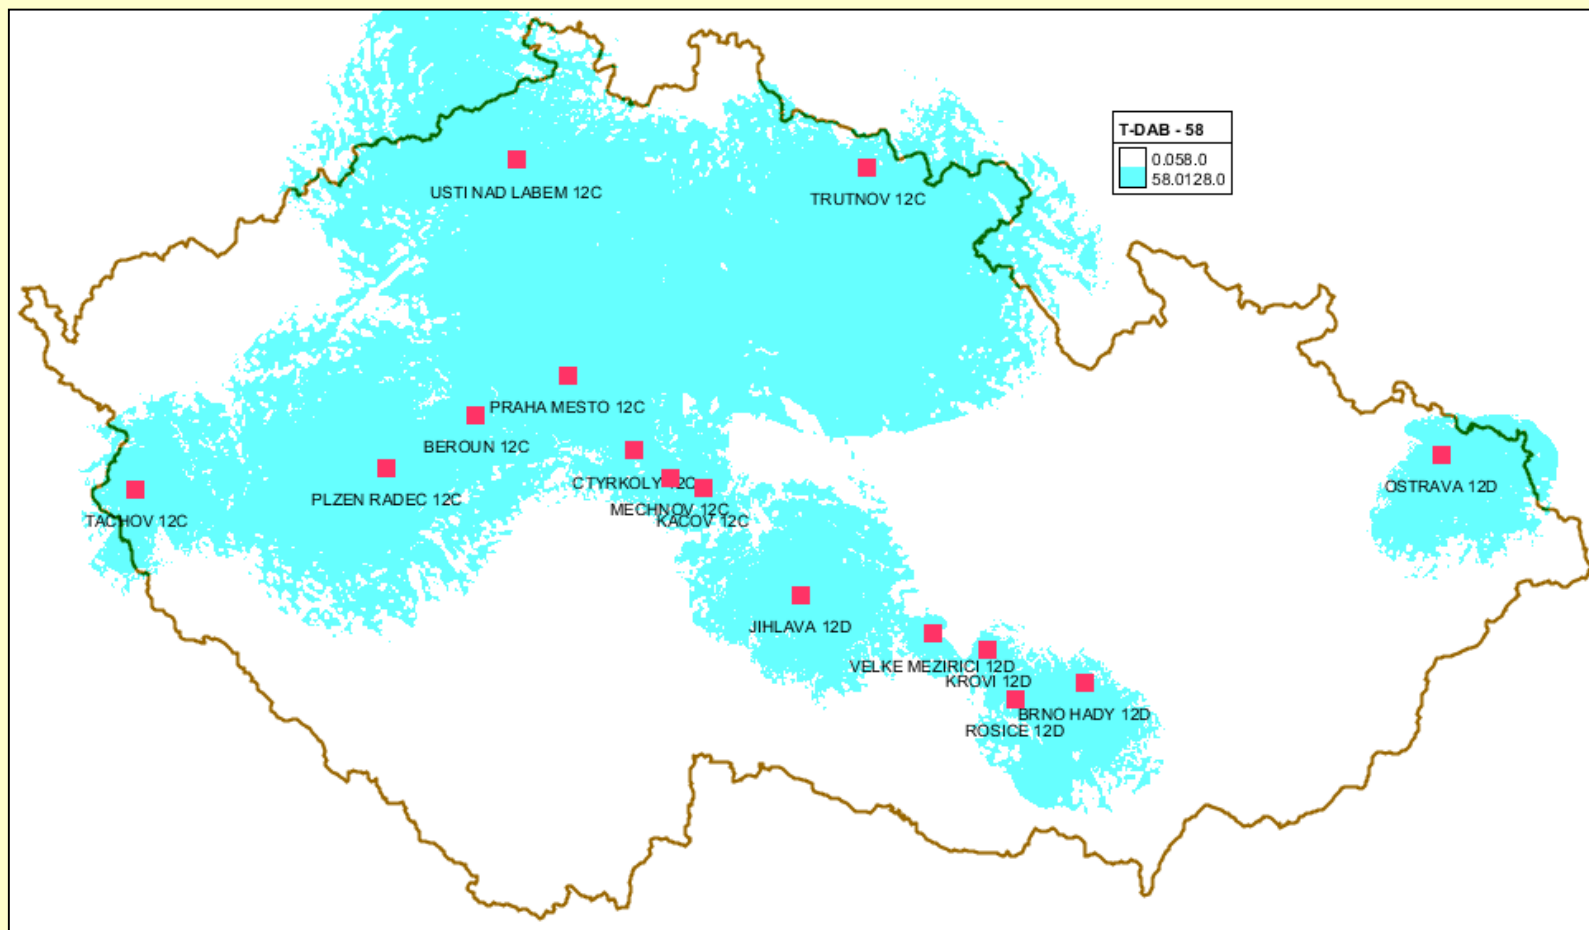 T-DAB - 58
0.058.0
58.0128.0
USTI NAD LABEM 12C
TRUTNOV 12C
PRAHA MESTO 12C
BEROUN 12C
CTYRKOLY 12C
PLZEN RADEC 12C
MECHNOV 12C
KACOV 12C
TACHOV 12C
OSTRAVA 12D
JIHLAVA 12D
VELKE MEZIRICI 12D
KROVI 12D
BRNO HADY 12D
ROSICE 12D